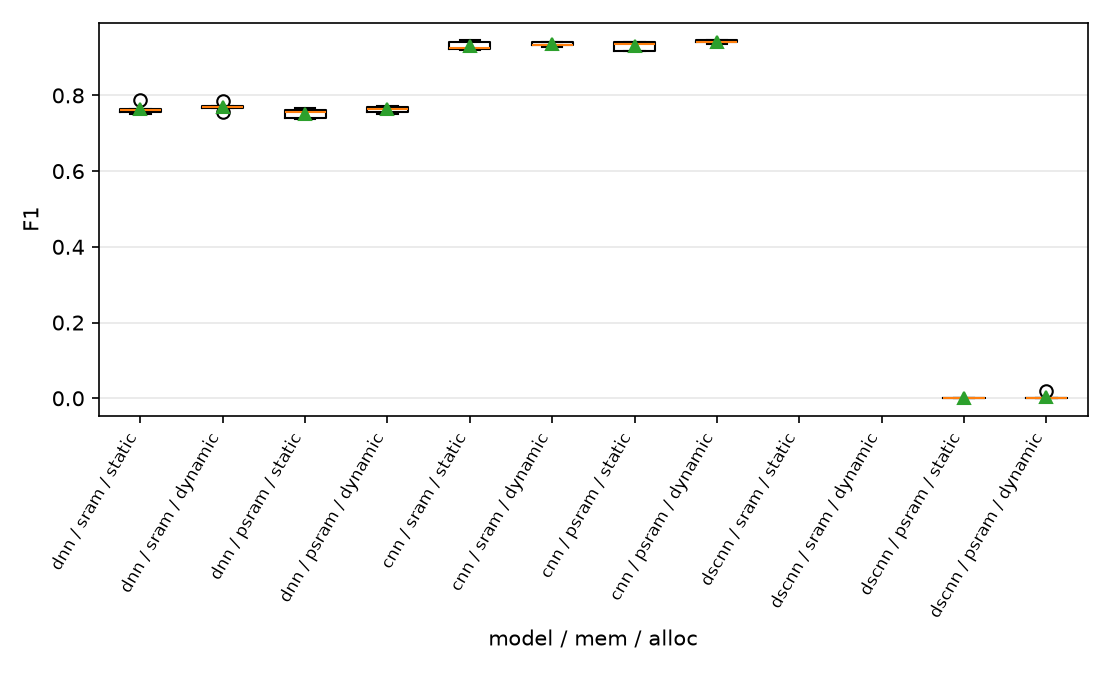 0.8
0.6
0.4
0.2
0.0
F1
dnn / sram / static
dnn / sram / dynamic
dnn / psram / static
dnn / psram / dynamic
cnn / sram / static
cnn / sram / dynamic
cnn / psram / static
cnn / psram / dynamic
dscnn / sram / static
dscnn / sram / dynamic
dscnn / psram / static
dscnn / psram / dynamic
model / mem / alloc